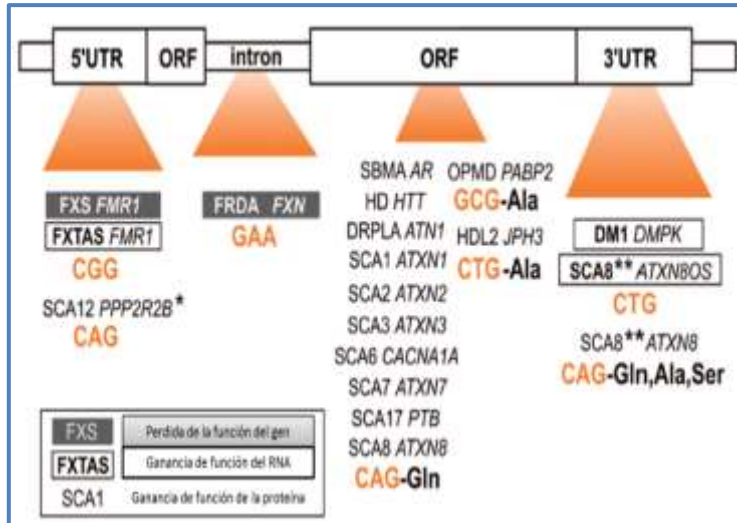 5'UTR ORF intron ORF 3'UTR
FXS FMR1
FXTAS FMR1
CGG
SCA12 PPP2R2B*
CAG
FRDA FXN
GAA
SBMA AR
HD HTT
DRPLA ATN1
SCA1 ATXN1
SCA2 ATXN2
SCA3 ATXN3
SCA6 CACNA1A
SCA7 ATXN7
SCA17 PTB
SCA8 ATXN8
CAG-Gln
OPMD PABP2
GCG-Ala
HDL2 JPH3
CTG-Ala
DM1 DMPK
SCA8** ATXN8OS
CTG
SCA8** ATXN8
CAG-Gln,Ala,Ser
FXS Perdida de la función del gen
FXTAS Ganancia de función del RNA
SCA1 Ganancia de función de la proteína